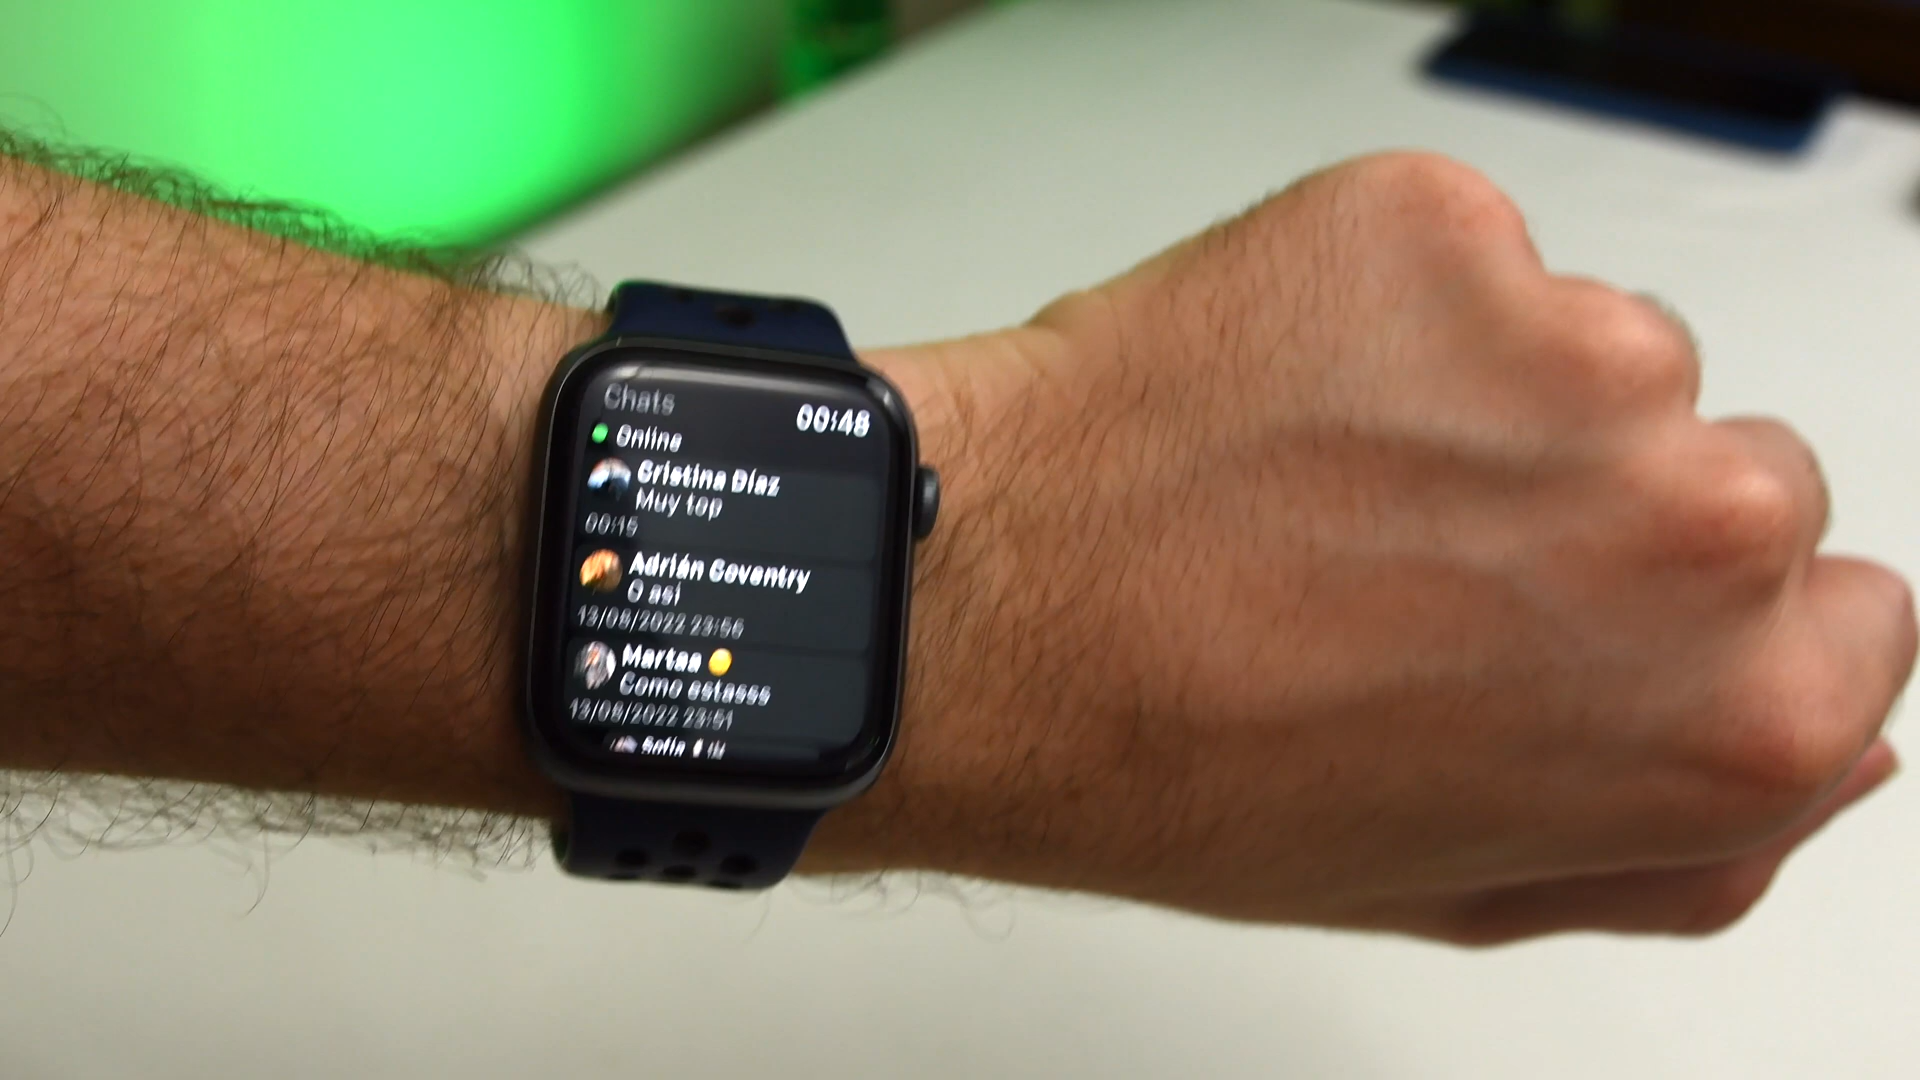 Chats
00:48
Online
Cristina Díaz
Muy top
00:15
Adrián Coventry
O asi
13/08/2022 23:56
Martaa
Como estasss
13/08/2022 23:51
Sofía